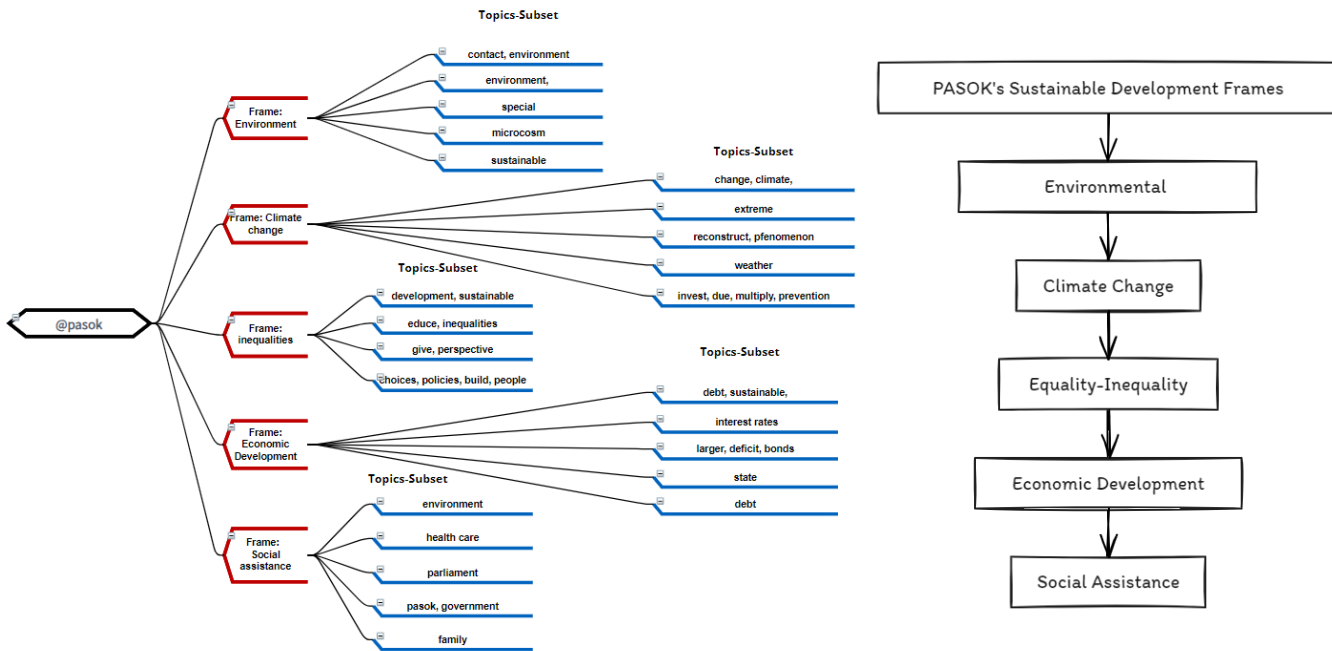 Topics-Subset
contact, environment
environment,
special
microcosm
sustainable
Frame:
Environment
Topics-Subset
change, climate,
extreme
reconstruct, pfenomenon
weather
invest, due, multiply, prevention
Frame: Climate
change
Topics-Subset
development, sustainable
educe, inequalities
give, perspective
choices, policies, build, people
@pasok
Frame:
inequalities
Topics-Subset
debt, sustainable,
interest rates
larger, deficit, bonds
state
debt
Frame:
Economic
Development
Topics-Subset
environment
health care
parliament
pasok, government
family
Frame:
Social
assistance
PASOK's Sustainable Development Frames
Environmental
Climate Change
Equality-Inequality
Economic Development
Social Assistance